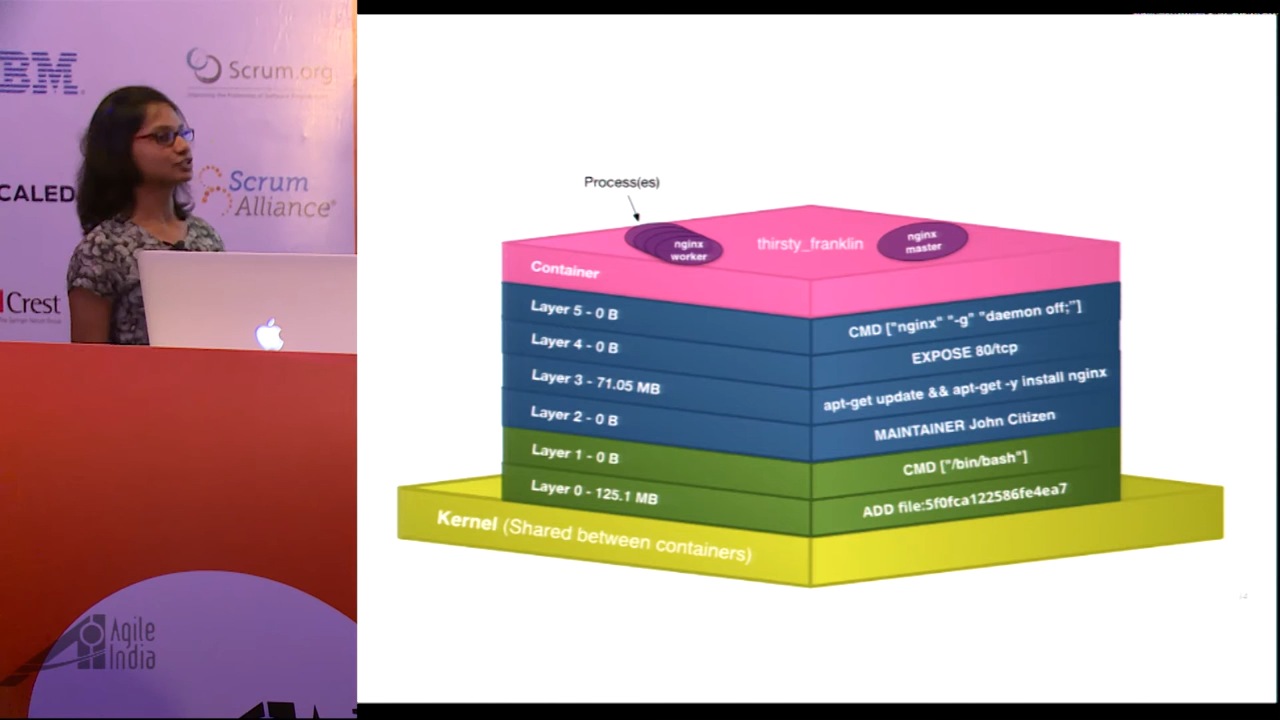 IBM
Scrum.org
CALED
Scrum
Alliance
Crest
Agile
India
Process(es)
nginx
worker
thirsty_franklin
nginx
master
Container
Layer 5 - 0 B
CMD ["nginx" "-g" "daemon off;"]
Layer 4 - 0 B
EXPOSE 80/tcp
Layer 3 - 71.05 MB
apt-get update && apt-get -y install nginx
Layer 2 - 0 B
MAINTAINER John Citizen
Layer 1 - 0 B
CMD ["/bin/bash"]
Layer 0 - 125.1 MB
ADD file:5f0fca122586fe4ea7
Kernel (Shared between containers)